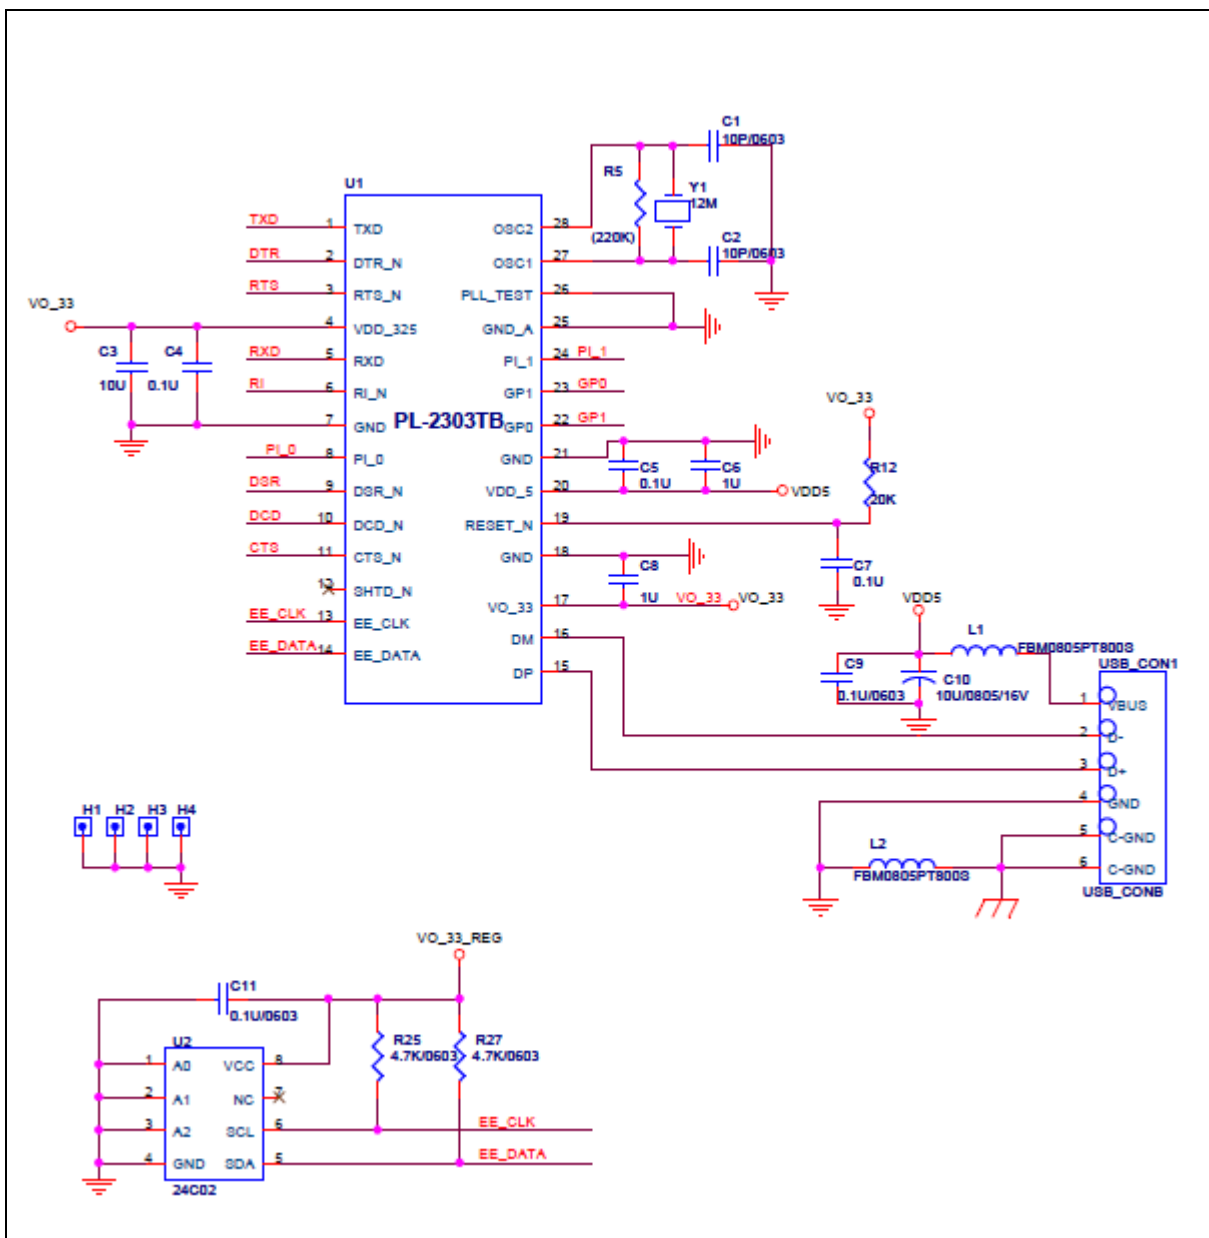 C1
10P/0603
R5
Y1
12M
(220K)
C2
10P/0603
U1
TXD 1 TXD OSC2 28
DTR 2 DTR_N OSC1 27
RTS 3 RTS_N PLL_TEST 26
VO_33
4 VDD_325 GND_A 25
C3 C4
10U 0.1U
RXD 5 RXD PI_1 24 PI_1
RI 6 RI_N GP1 23 GP0
7 GND PL-2303TB GP0 22 GP1
PI_0 8 PI_0 GND 21
DSR 9 DSR_N VDD_5 20
DCD 10 DCD_N RESET_N 19
CTS 11 CTS_N GND 18
12 SHTD_N VO_33 17
EE_CLK 13 EE_CLK DM 16
EE_DATA 14 EE_DATA DP 15
C5
0.1U
C6
1U
VDD5
VO_33
R12
20K
C7
0.1U
C8
1U
VO_33 VO_33
VDD5
L1
FBM0805PT800S
C9
0.1U/0603
C10
10U/0805/16V
USB_CON1
1 VBUS
2 D-
3 D+
4 GND
5 C-GND
6 C-GND
USB_CONB
L2
FBM0805PT800S
H1 H2 H3 H4
VO_33_REG
C11
0.1U/0603
R25
4.7K/0603
R27
4.7K/0603
U2
1 A0 VCC 8
2 A1 NC 7
3 A2 SCL 6 EE_CLK
4 GND SDA 5 EE_DATA
24C02